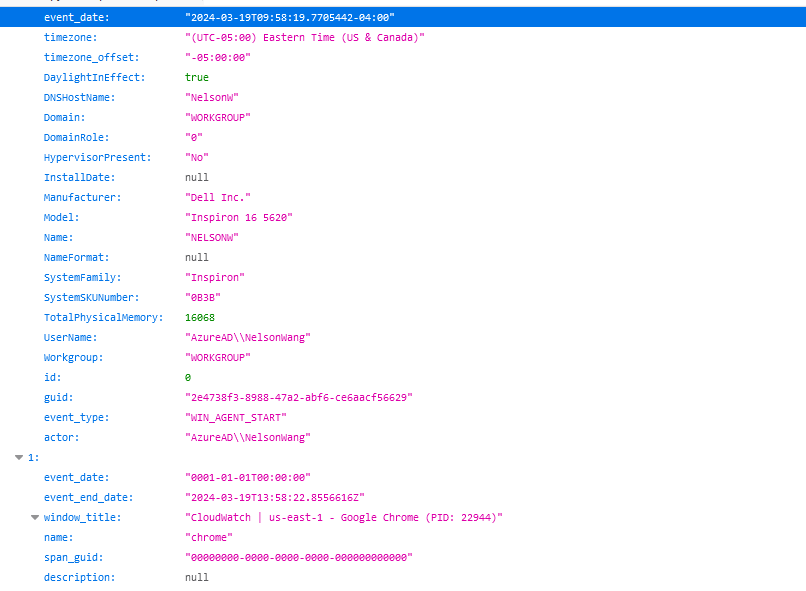 event_date: "2024-03-19T09:58:19.7705442-04:00"
timezone: "(UTC-05:00) Eastern Time (US & Canada)"
timezone_offset: "-05:00:00"
DaylightInEffect: true
DNSHostName: "NelsonW"
Domain: "WORKGROUP"
DomainRole: "0"
HypervisorPresent: "No"
InstallDate: null
Manufacturer: "Dell Inc."
Model: "Inspiron 16 5620"
Name: "NELSONW"
NameFormat: null
SystemFamily: "Inspiron"
SystemSKUNumber: "0B3B"
TotalPhysicalMemory: 16068
UserName: "AzureAD\\NelsonWang"
Workgroup: "WORKGROUP"
id: 0
guid: "2e4738f3-8988-47a2-abf6-ce6aacf56629"
event_type: "WIN_AGENT_START"
actor: "AzureAD\\NelsonWang"
1:
event_date: "0001-01-01T00:00:00"
event_end_date: "2024-03-19T13:58:22.8556616Z"
window_title: "CloudWatch | us-east-1 - Google Chrome (PID: 22944)"
name: "chrome"
span_guid: "00000000-0000-0000-0000-000000000000"
description: null